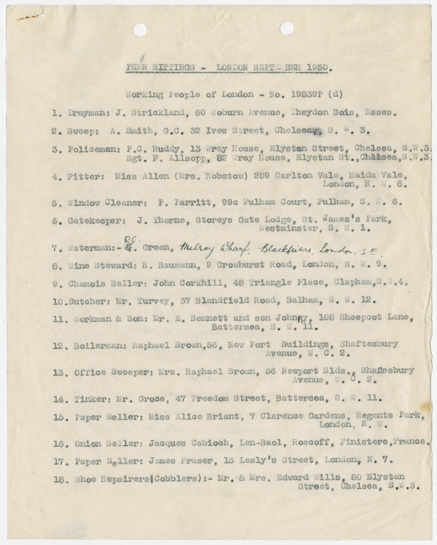 PENN SITTINGS - LONDON SEPTEMBER 1950.
Working People of London - No. 19839P (d)
1. Drayman: J. Strickland, 60 Woburn Avenue, Theydon Bois, Essex.
2. Sweep: A. Smith, G.C. 32 Ives Street, Chelsea, S. W. 3.
3. Policeman: P.C. Ruddy, 13 Wray House, Elystan Street, Chelsea, S.W.3.
Sgt. F. Allsopp, 82 Wray House, Elystan St., Chelsea, S.W.3.
4. Fitter: Miss Allen (Mrs. Robstow) 209 Carlton Vale, Maida Vale,
London, N. W. 6.
5. Window Cleaner: P. Parritt, 99c Fulham Court, Fulham, S. W. 6.
6. Gatekeeper: J. Thorne, Storeys Gate Lodge, St. James's Park,
Westminster, S. W. 1.
7. Waterman:- Green, Wharf. Blackfriars, London. S.E.
8. Wine Steward: R. Baumann, 9 Crowhurst Road, London, S. W. 9.
9. Chamois Seller: John Corkhill, 48 Triangle Place, Clapham, S.W.4.
10. Butcher: Mr. Turvey, 37 Blandfield Road, Balham, S. W. 12.
11. Workman & Son: Mr. E. Bennett and son Johnny, 108 Sheepcot Lane,
Battersea, S. W. 11.
12. Boilerman: Raphael Brown, 56, New Port Buildings, Shaftesbury
Avenue, W. C. 2.
13. Office Sweeper: Mrs. Raphael Brown, 56 Newport Blds., Shaftesbury
Avenue, W. C. 2.
14. Tinker: Mr. Groce, 47 Freedom Street, Battersea, S. W. 11.
15. Paper Seller: Miss Alice Briant, 7 Clarence Gardens, Regents Park,
London, N. W.
16. Onion Seller: Jacques Cabioch, Roscoff, Finistere, France.
17. Paper Seller: James Fraser, 15 Lesly's Street, London, N. 7.
18. Shoe Repairers (Cobblers):- Mr. & Mrs. Edward Wills, 80 Elystan
Street, Chelsea, S.W.3.